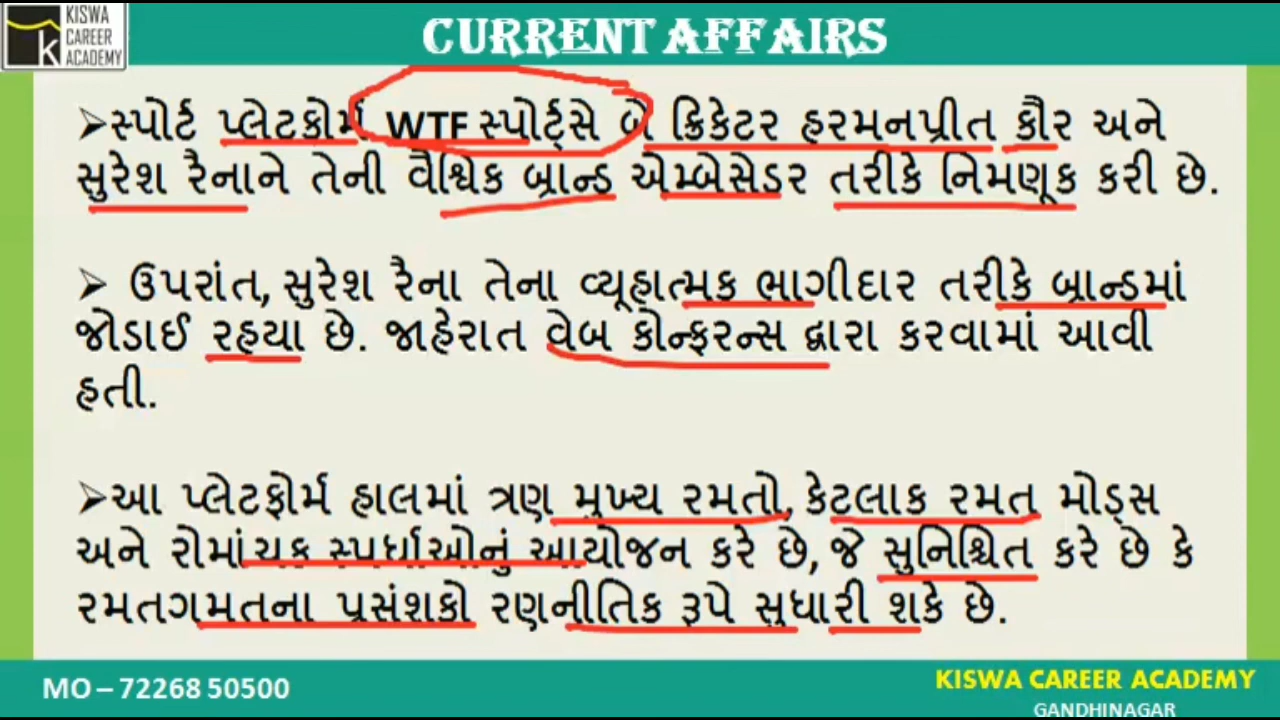 KISWA
CAREER
ACADEMY
CURRENT AFFAIRS
➢સ્પોર્ટ પ્લેટફોર્મ WTF સ્પોર્ટ્સે બે ક્રિકેટર હરમનપ્રીત કૌર અને
સુરેશ રૈનાને તેની વૈશ્વિક બ્રાન્ડ એમ્બેસેડર તરીકે નિમણૂક કરી છે.
➢ ઉપરાંત, સુરેશ રૈના તેના વ્યૂહાત્મક ભાગીદાર તરીકે બ્રાન્ડમાં
જોડાઈ રહયા છે. જાહેરાત વેબ કોન્ફરન્સ દ્વારા કરવામાં આવી
હતી.
➢આ પ્લેટફોર્મ હાલમાં ત્રણ મુખ્ય રમતો, કેટલાક રમત મોડ્સ
અને રોમાંચક સ્પર્ધાઓનું આયોજન કરે છે, જે સુનિશ્ચિત કરે છે કે
રમતગમતના પ્રસંશકો રણનીતિક રૂપે સુધારી શકે છે.
MO – 72268 50500
KISWA CAREER ACADEMY
GANDHINAGAR